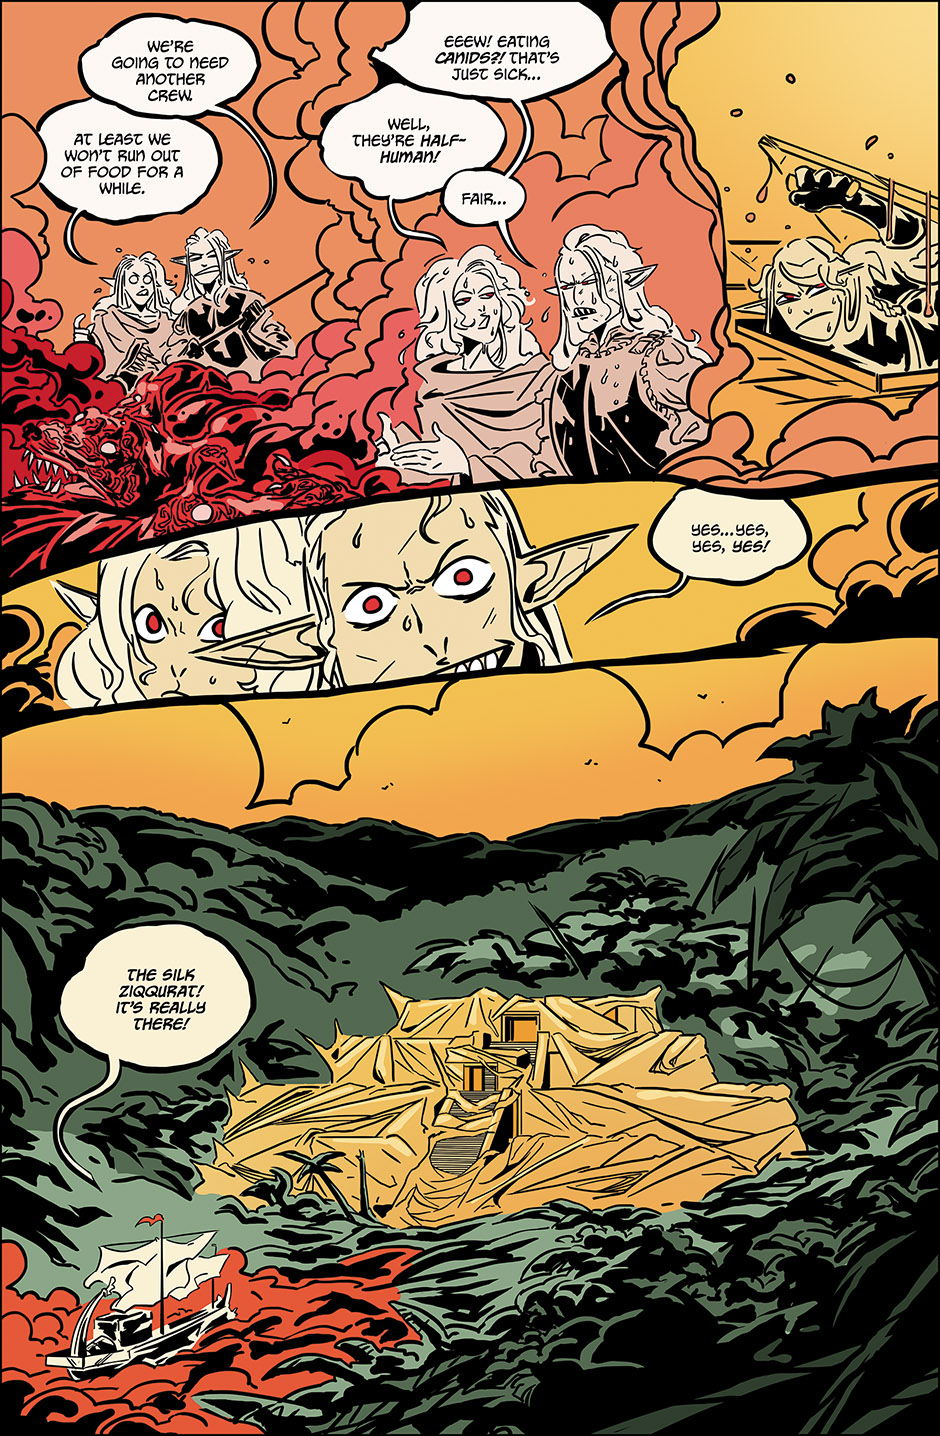 WE'RE
GOING TO NEED
ANOTHER
CREW.
AT LEAST WE
WON'T RUN OUT
OF FOOD FOR A
WHILE.
EEEW! EATING
CANIDS?! THAT'S
JUST SICK...
WELL,
THEY'RE HALF-
HUMAN!
FAIR...
YES...YES,
YES, YES!
THE SILK
ZIQQURAT!
IT'S REALLY
THERE!